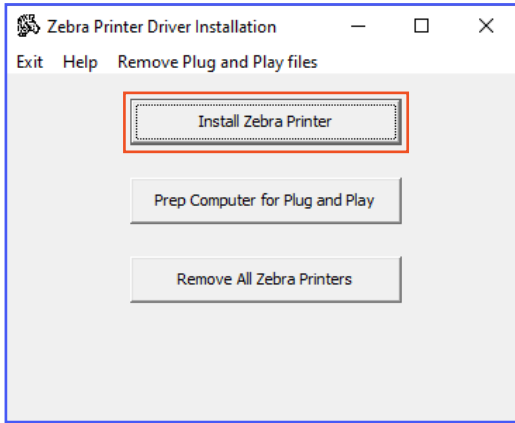 Zebra Printer Driver Installation
Exit Help Remove Plug and Play files
Install Zebra Printer
Prep Computer for Plug and Play
Remove All Zebra Printers